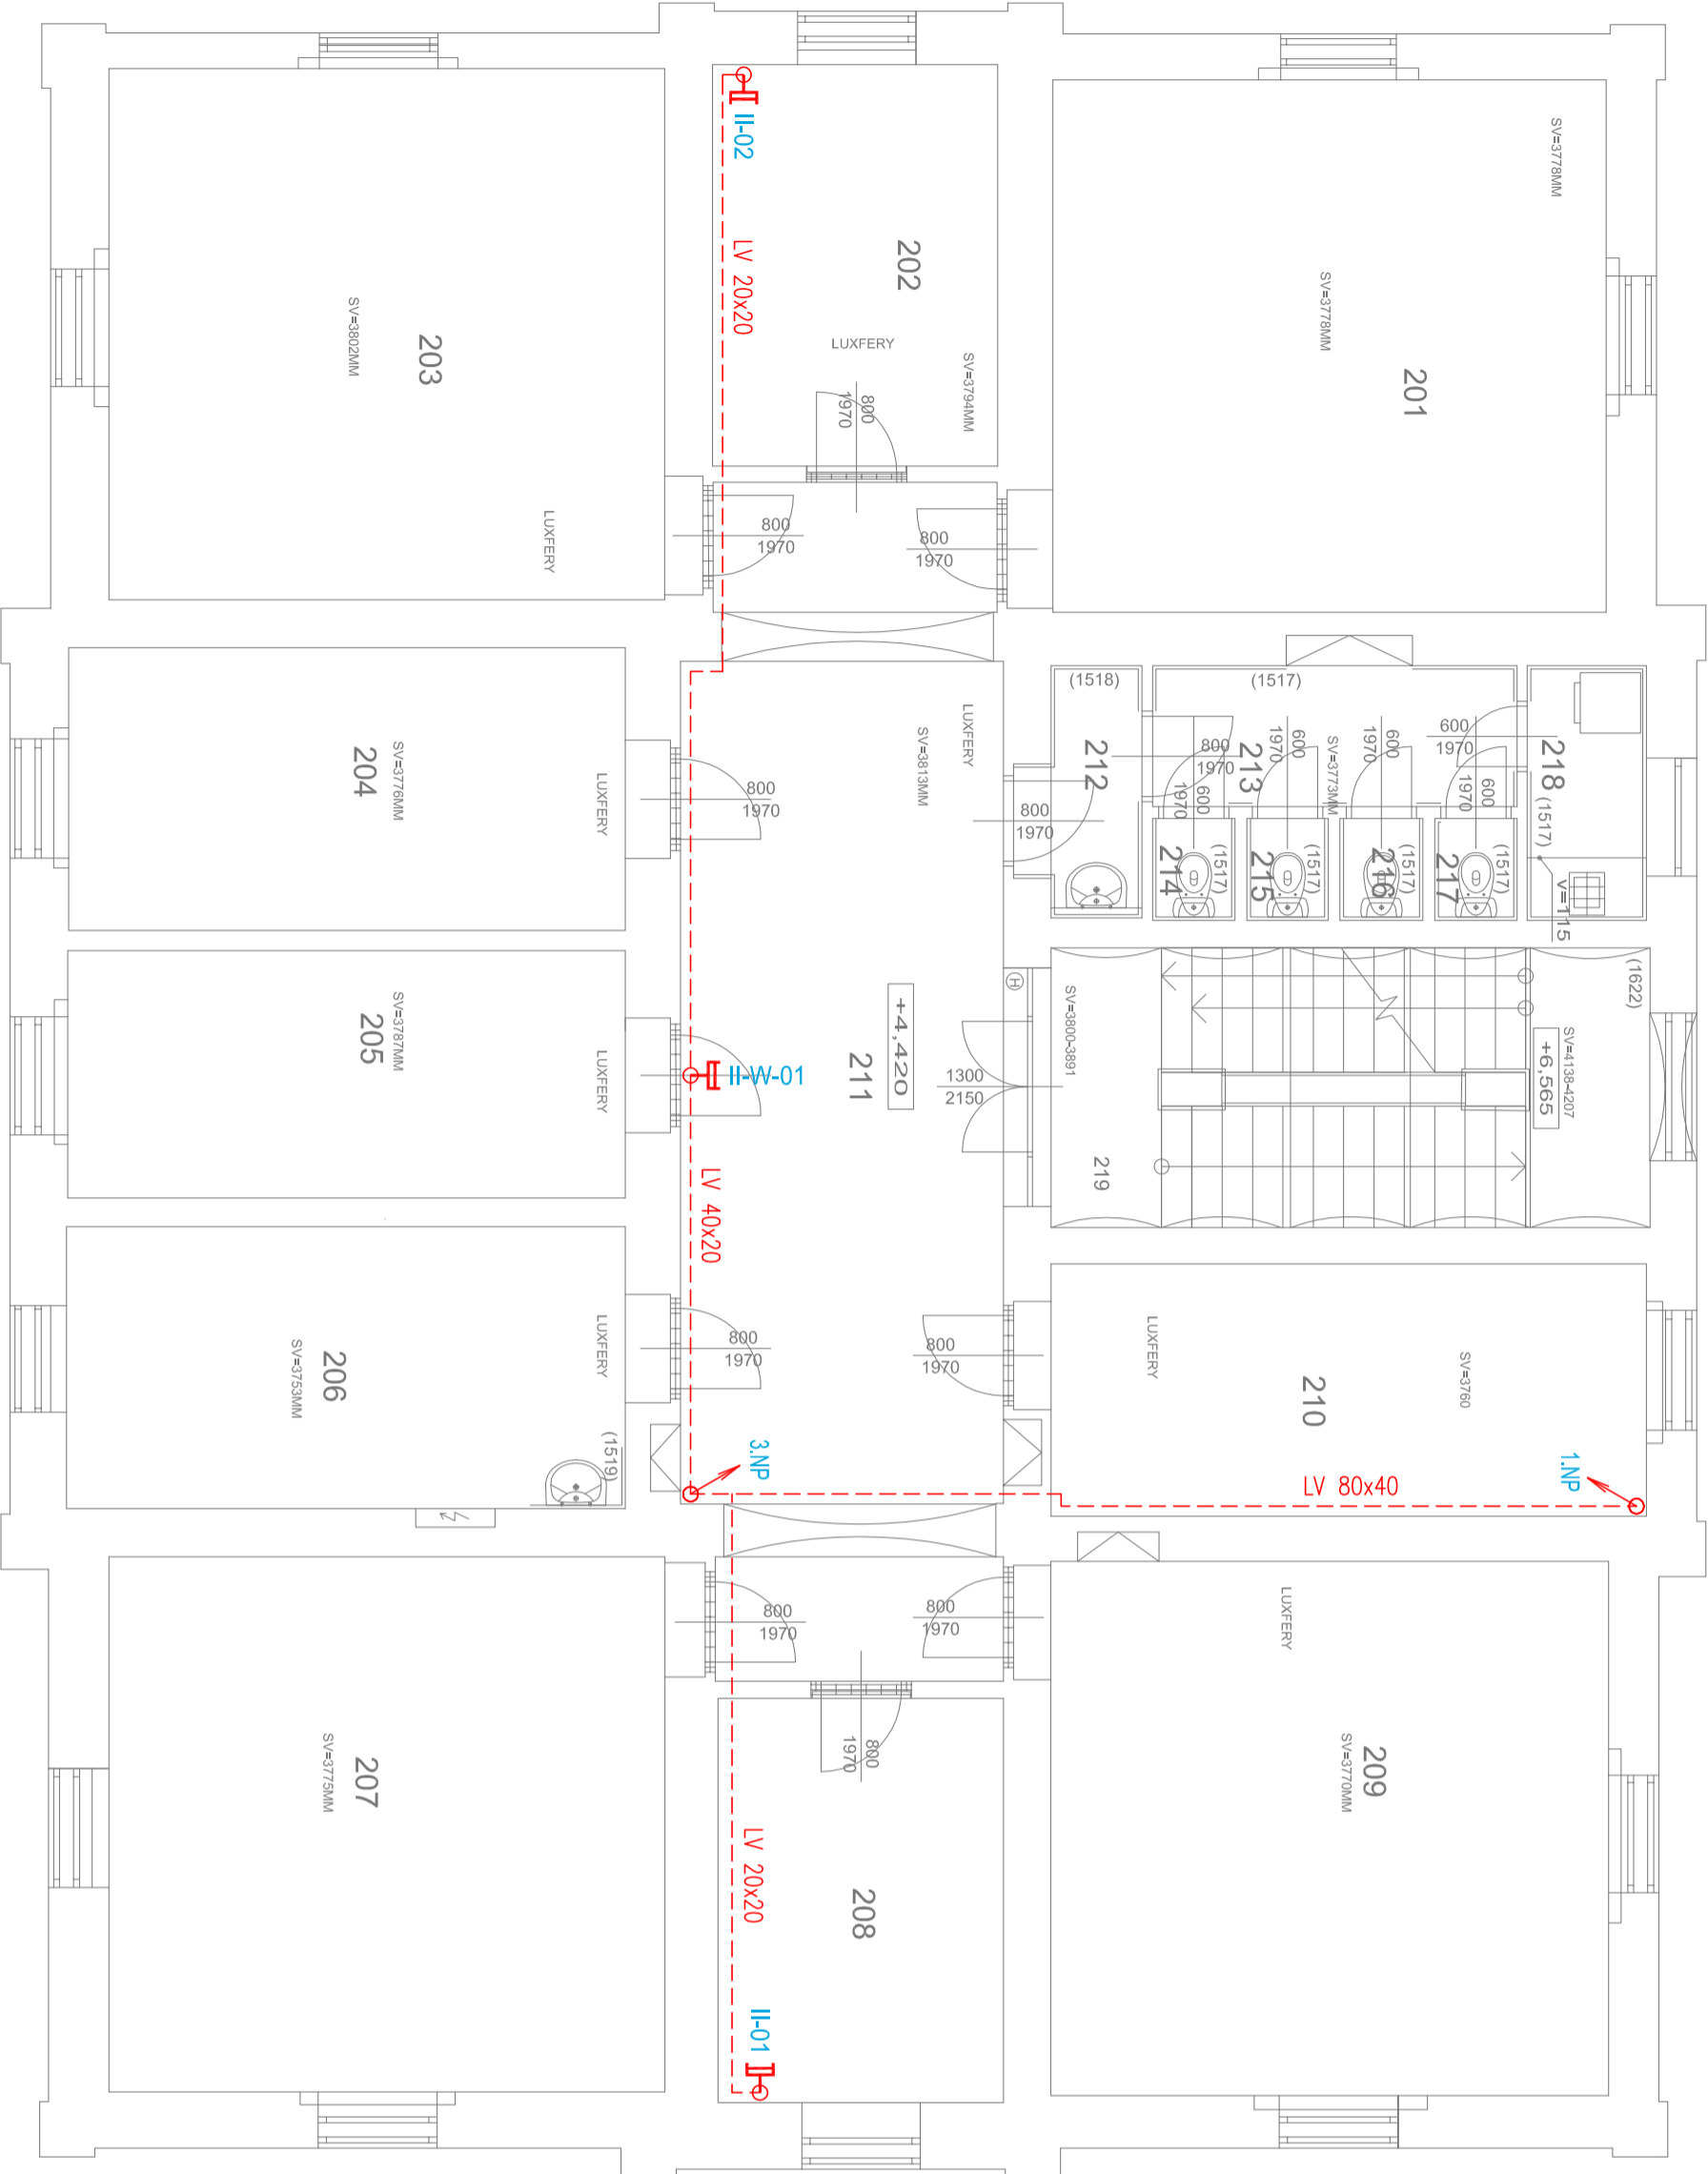 II-02
LV 20x20
202
LUXFERY
SV=3794MM
800
1970
SV=3778MM
SV=3778MM
201
203
SV=3802MM
LUXFERY
800
1970
800
1970
LUXFERY
SV=3813MM
204
SV=3776MM
LUXFERY
800
1970
800
1970
(1518)
212
(1517)
213
SV=3773MM
800
1970
600
1970
600
1970
600
1970
600
1970
600
1970
214
(1517)
215
(1517)
216
(1517)
217
(1517)
218
(1517)
v=1,15
205
SV=3787MM
LUXFERY
II-W-01
211
+4,420
H
1300
2150
SV=3800-3891
219
(1622)
SV=4138-4207
+6,565
LV 40x20
206
SV=3753MM
LUXFERY
(1519)
800
1970
800
1970
3.NP
LUXFERY
210
SV=3760
LV 80x40
1.NP
800
1970
800
1970
LUXFERY
207
SV=3775MM
800
1970
LV 20x20
208
II-01
209
SV=3770MM